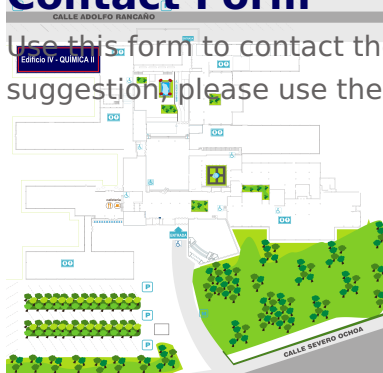 Contact Form
CALLE ADOLFO RANCAÑO
Use this form to contact th
Edificio IV - QUÍMICA II
suggestion, please use the
ENTRADA
P
P
P
CALLE SEVERO OCHOA